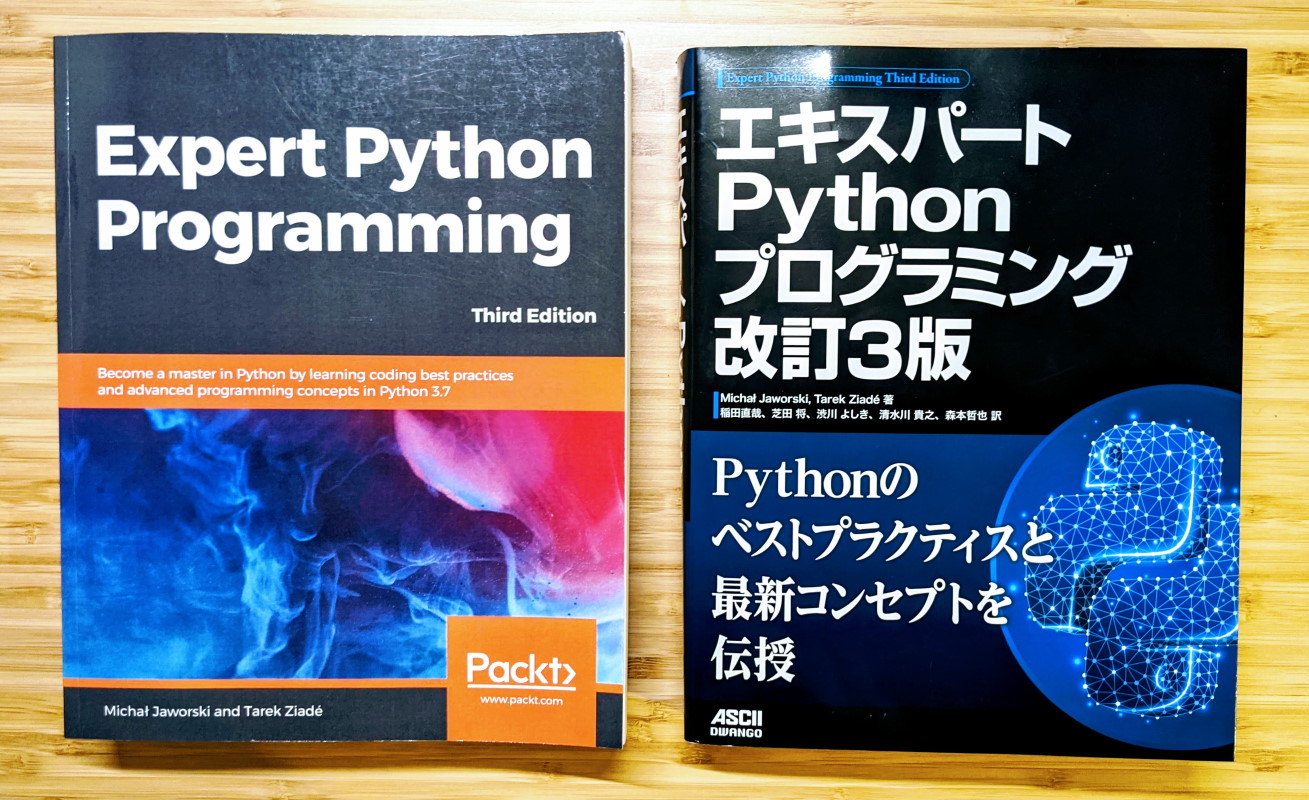 Expert Python
Programming
Third Edition
Become a master in Python by learning coding best practices
and advanced programming concepts in Python 3.7
Packt>
www.packt.com
Michał Jaworski and Tarek Ziadé
Expert Python Programming Third Edition
エキスパート
Python
プログラミング
改訂3版
Michał Jaworski, Tarek Ziadé 著
稲田直哉、芝田 将、渋川 よしき、清水川 貴之、森本哲也 訳
Pythonの
ベストプラクティスと
最新コンセプトを
伝授
ASCII
DWANGO